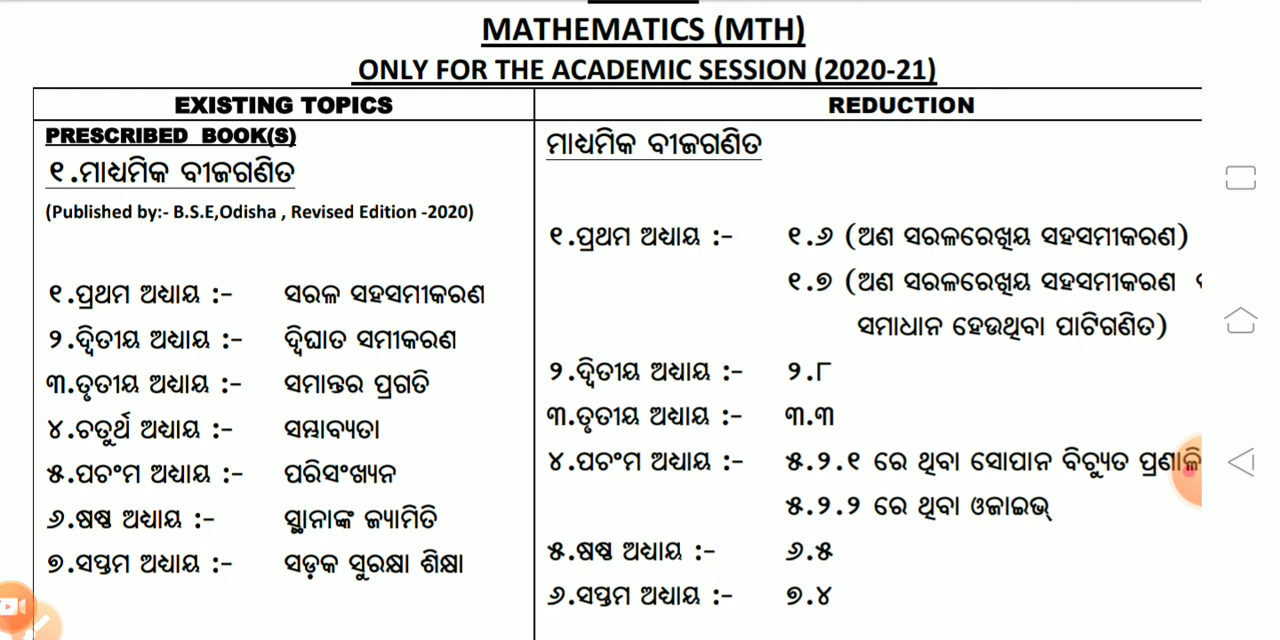 MATHEMATICS (MTH)
ONLY FOR THE ACADEMIC SESSION (2020-21)
EXISTING TOPICS
PRESCRIBED BOOK(S)
୧.ମାଧ୍ୟମିକ ବୀଜଗଣିତ
(Published by:- B.S.E,Odisha , Revised Edition -2020)
୧.ପ୍ରଥମ ଅଧ୍ୟାୟ :- ସରଳ ସହସମୀକରଣ
୨.ଦ୍ୱିତୀୟ ଅଧ୍ୟାୟ :- ଦ୍ୱିଘାତ ସମୀକରଣ
୩.ତୃତୀୟ ଅଧ୍ୟାୟ :- ସମାନ୍ତର ପ୍ରଗତି
୪.ଚତୁର୍ଥ ଅଧ୍ୟାୟ :- ସମ୍ଭାବ୍ୟତା
୫.ପଚଂମ ଅଧ୍ୟାୟ :- ପରିସଂଖ୍ୟନ
୬.ଷଷ୍ଠ ଅଧ୍ୟାୟ :- ସ୍ଥାନାଙ୍କ ଜ୍ୟାମିତି
୭.ସପ୍ତମ ଅଧ୍ୟାୟ :- ସଡ଼କ ସୁରକ୍ଷା ଶିକ୍ଷା
REDUCTION
ମାଧ୍ୟମିକ ବୀଜଗଣିତ
୧.ପ୍ରଥମ ଅଧ୍ୟାୟ :- ୧.୬ (ଅଣ ସରଳରେଖିୟ ସହସମୀକରଣ)
୧.୭ (ଅଣ ସରଳରେଖିୟ ସହସମୀକରଣ
ସମାଧାନ ହେଉଥିବା ପାଟିଗଣିତ)
୨.ଦ୍ୱିତୀୟ ଅଧ୍ୟାୟ :- ୨.୮
୩.ତୃତୀୟ ଅଧ୍ୟାୟ :- ୩.୩
୪.ପଚଂମ ଅଧ୍ୟାୟ :- ୫.୨.୧ ରେ ଥିବା ସୋପାନ ବିଚ୍ୟୁତ ପ୍ରଣାଳି
୫.୨.୨ ରେ ଥିବା ଓଜାଇଭ୍
୫.ଷଷ୍ଠ ଅଧ୍ୟାୟ :- ୬.୫
୬.ସପ୍ତମ ଅଧ୍ୟାୟ :- ୭.୪